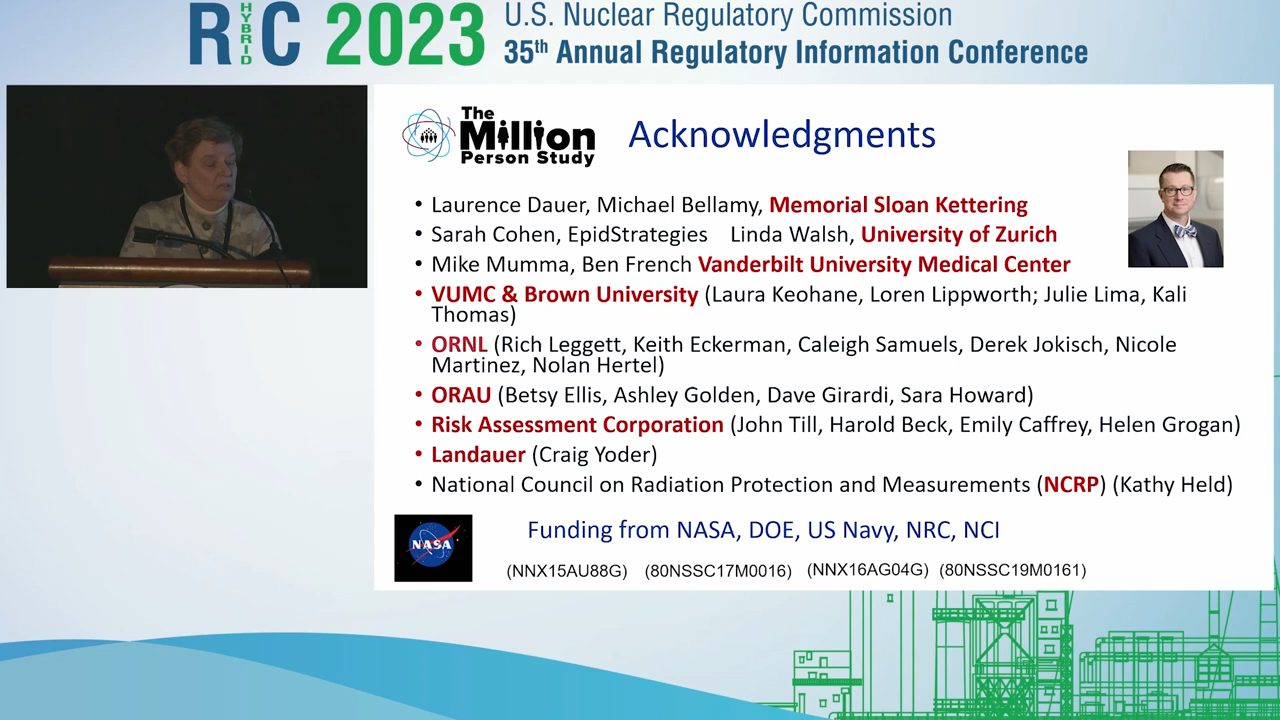 RIC 2023
HYBRID
U.S. Nuclear Regulatory Commission
35th Annual Regulatory Information Conference
The
Million
Person Study
Acknowledgments
• Laurence Dauer, Michael Bellamy, Memorial Sloan Kettering
• Sarah Cohen, EpidStrategies Linda Walsh, University of Zurich
• Mike Mumma, Ben French Vanderbilt University Medical Center
• VUMC & Brown University (Laura Keohane, Loren Lippworth; Julie Lima, Kali
Thomas)
• ORNL (Rich Leggett, Keith Eckerman, Caleigh Samuels, Derek Jokisch, Nicole
Martinez, Nolan Hertel)
• ORAU (Betsy Ellis, Ashley Golden, Dave Girardi, Sara Howard)
• Risk Assessment Corporation (John Till, Harold Beck, Emily Caffrey, Helen Grogan)
• Landauer (Craig Yoder)
• National Council on Radiation Protection and Measurements (NCRP) (Kathy Held)
NASA
Funding from NASA, DOE, US Navy, NRC, NCI
(NNX15AU88G) (80NSSC17M0016) (NNX16AG04G) (80NSSC19M0161)